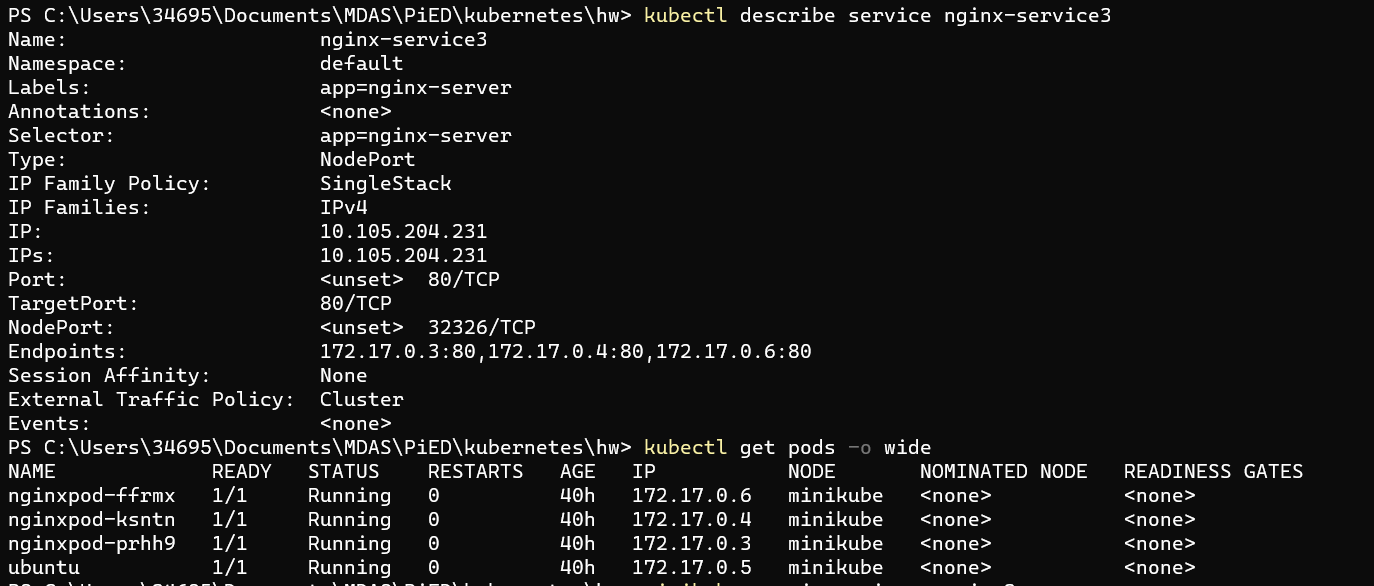 PS C:\Users\34695\Documents\MDAS\PiED\kubernetes\hw> kubectl describe service nginx-service3
Name:                     nginx-service3
Namespace:                default
Labels:                   app=nginx-server
Annotations:              <none>
Selector:                 app=nginx-server
Type:                     NodePort
IP Family Policy:         SingleStack
IP Families:              IPv4
IP:                       10.105.204.231
IPs:                      10.105.204.231
Port:                     <unset>  80/TCP
TargetPort:               80/TCP
NodePort:                 <unset>  32326/TCP
Endpoints:                172.17.0.3:80,172.17.0.4:80,172.17.0.6:80
Session Affinity:         None
External Traffic Policy:  Cluster
Events:                   <none>
PS C:\Users\34695\Documents\MDAS\PiED\kubernetes\hw> kubectl get pods -o wide
NAME             READY   STATUS    RESTARTS   AGE   IP           NODE       NOMINATED NODE   READINESS GATES
nginxpod-ffrmx   1/1     Running   0          40h   172.17.0.6   minikube   <none>           <none>
nginxpod-ksntn   1/1     Running   0          40h   172.17.0.4   minikube   <none>           <none>
nginxpod-prhh9   1/1     Running   0          40h   172.17.0.3   minikube   <none>           <none>
ubuntu           1/1     Running   0          40h   172.17.0.5   minikube   <none>           <none>